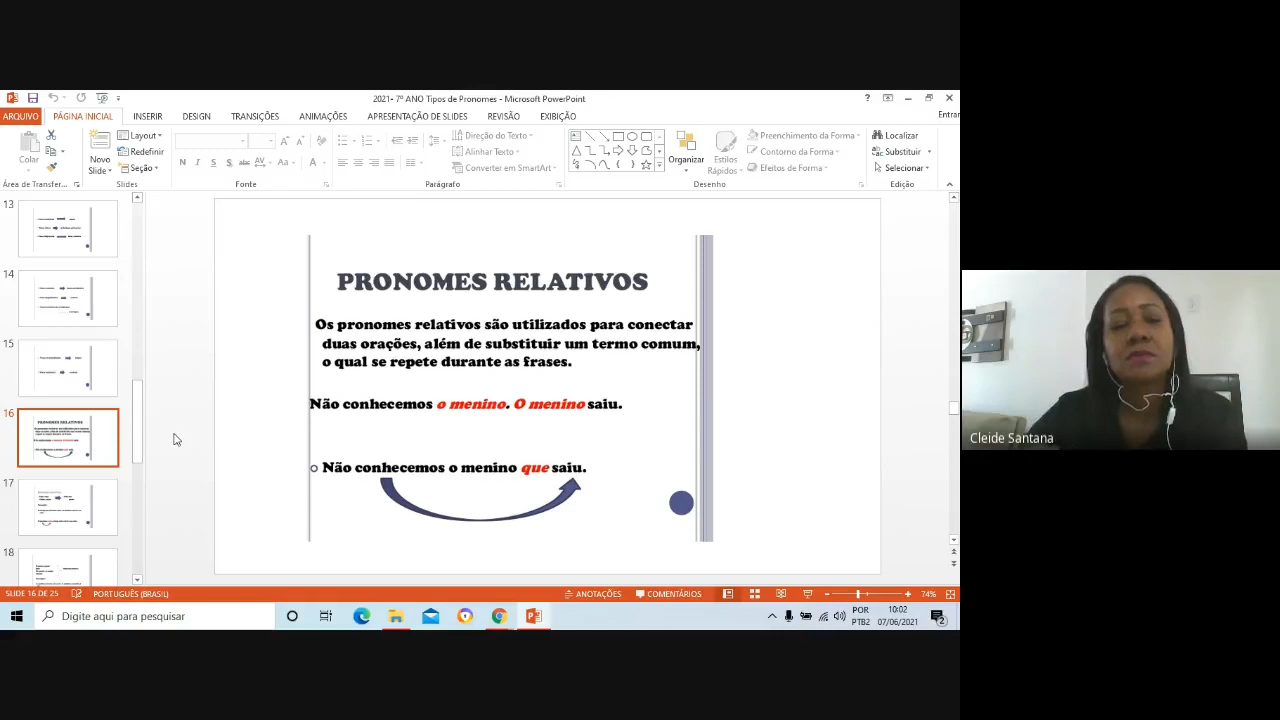 2021- 7º ANO Tipos de Pronomes - Microsoft PowerPoint
ARQUIVO PÁGINA INICIAL INSERIR DESIGN TRANSIÇÕES ANIMAÇÕES APRESENTAÇÃO DE SLIDES REVISÃO EXIBIÇÃO Entrar
Colar
Novo Slide
Layout
Redefinir
Seção
N I S abc AV Aa A
Direção do Texto
Alinhar Texto
Converter em SmartArt
Organizar
Estilos Rápidos
Preenchimento da Forma
Contorno da Forma
Efeitos de Forma
Localizar
Substituir
Selecionar
Área de Transfer... Slides Fonte Parágrafo Desenho Edição
13
14
15
16
17
18
PRONOMES RELATIVOS
Os pronomes relativos são utilizados para conectar
duas orações, além de substituir um termo comum,
o qual se repete durante as frases.
Não conhecemos o menino. O menino saiu.
Não conhecemos o menino que saiu.
Cleide Santana
SLIDE 16 DE 25 PORTUGUÊS (BRASIL) ANOTAÇÕES COMENTÁRIOS 74%
Digite aqui para pesquisar
POR
PTB2
10:02
07/06/2021
2